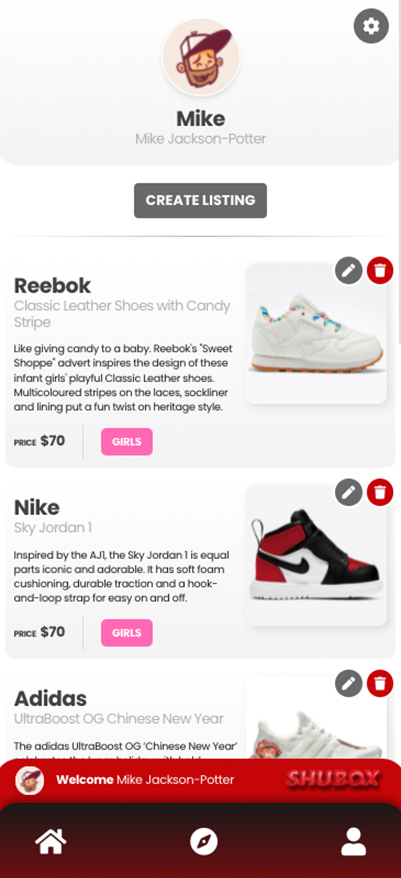 Mike
Mike Jackson-Potter
CREATE LISTING
Reebok
Classic Leather Shoes with Candy
Stripe
Like giving candy to a baby. Reebok's "Sweet
Shoppe" advert inspires the design of these
infant girls' playful Classic Leather shoes.
Multicoloured stripes on the laces, sockliner
and lining put a fun twist on heritage style.
PRICE $70
GIRLS
Nike
Sky Jordan 1
Inspired by the AJ1, the Sky Jordan 1 is equal
parts iconic and adorable. It has soft foam
cushioning, durable traction and a hook-
and-loop strap for easy on and off.
PRICE $70
GIRLS
Adidas
UltraBoost OG Chinese New Year
The adidas UltraBoost OG ‘Chinese New Year’
Welcome Mike Jackson-Potter
SHUBOX